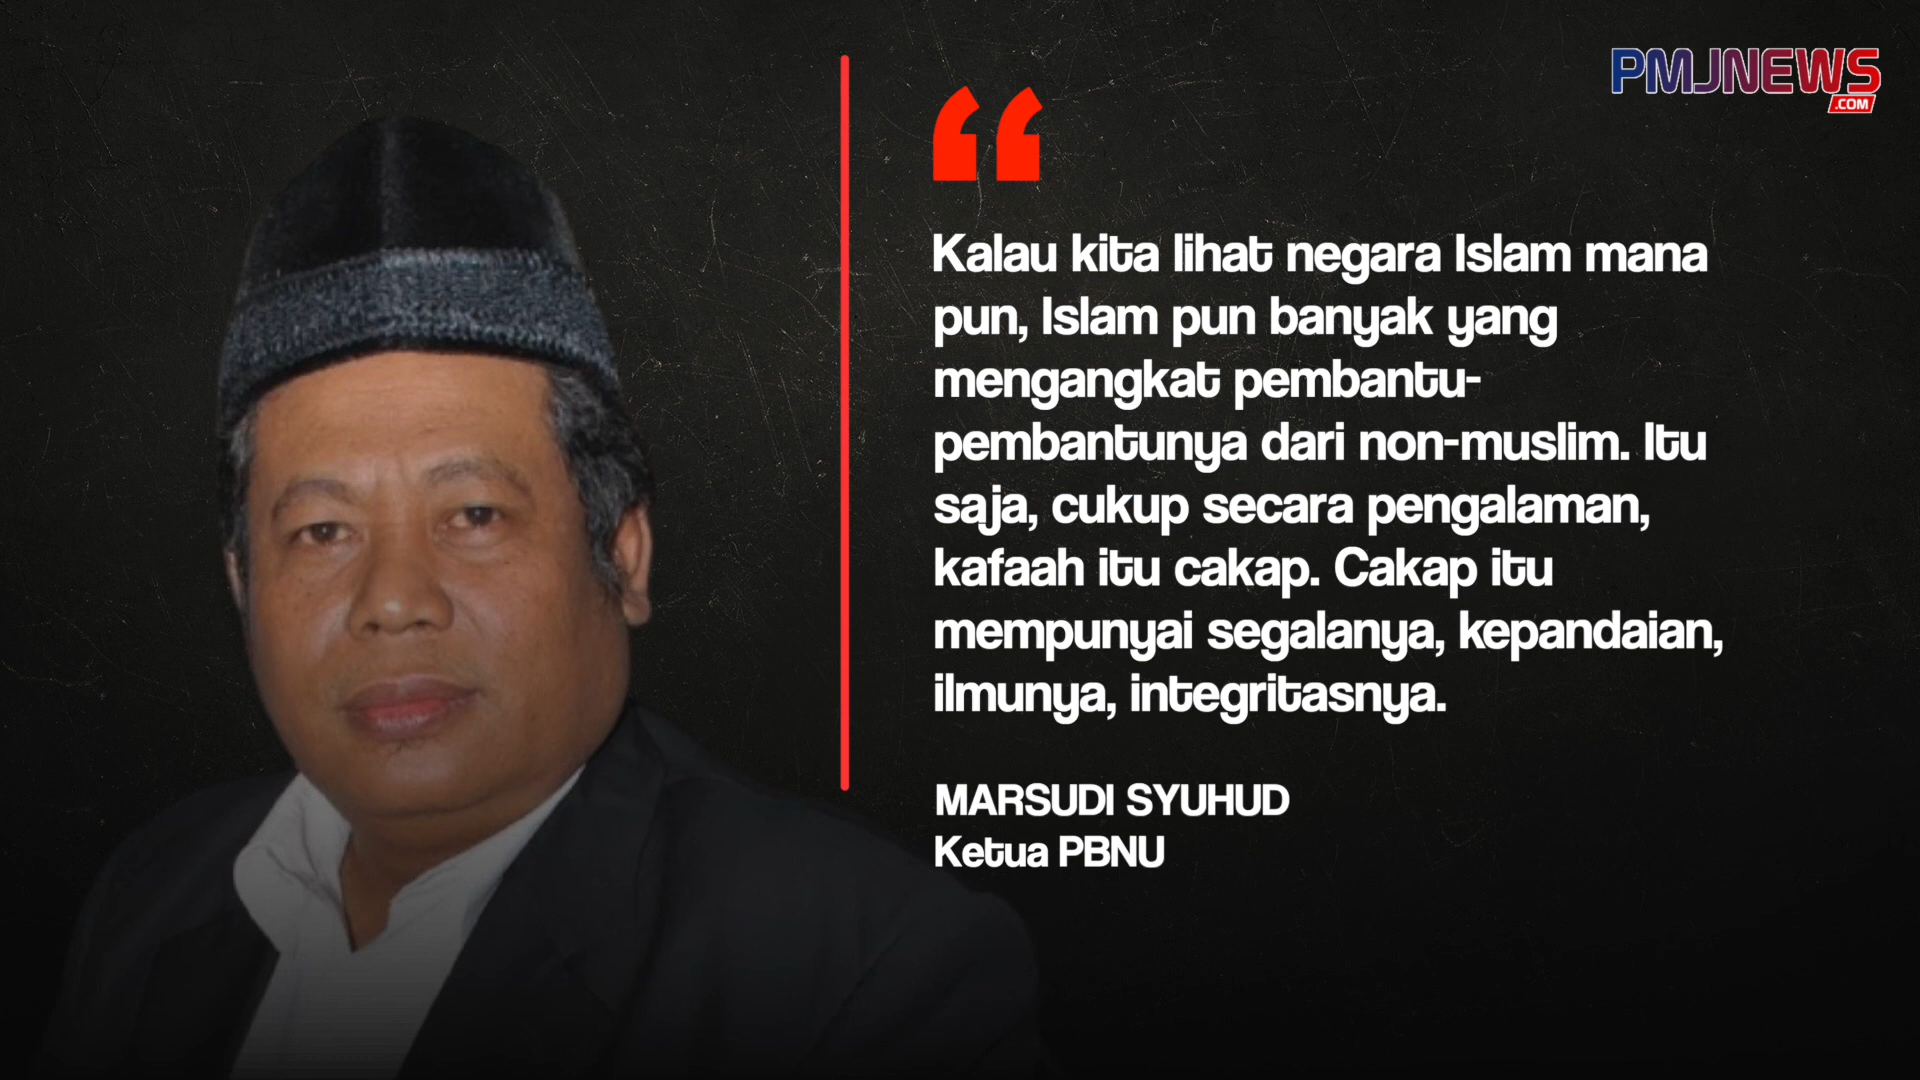 PMJNEWS
.COM
Kalau kita lihat negara Islam mana
pun, Islam pun banyak yang
mengangkat pembantu-
pembantunya dari non-muslim. Itu
saja, cukup secara pengalaman,
kafaah itu cakap. Cakap itu
mempunyai segalanya, kepandaian,
ilmunya, integritasnya.
MARSUDI SYUHUD
Ketua PBNU